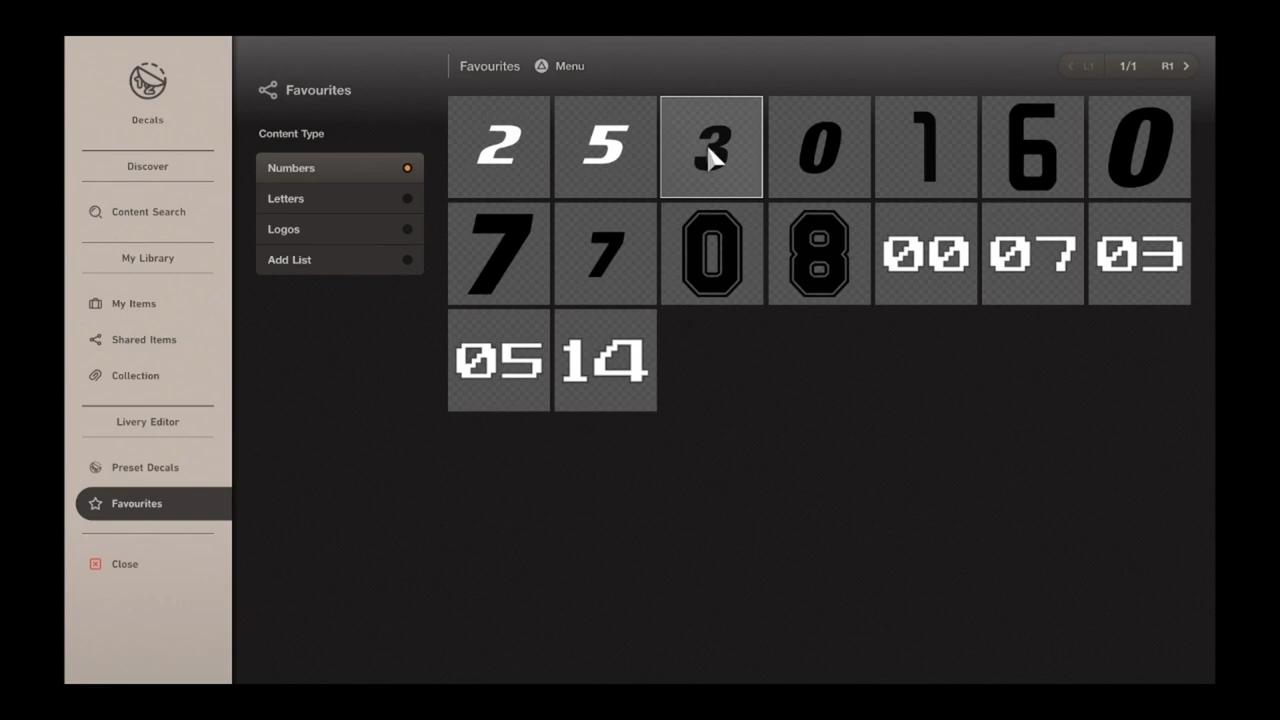 Decals
Discover
Content Search
My Library
My Items
Shared Items
Collection
Livery Editor
Preset Decals
Favourites
Close
Favourites
Content Type
Numbers
Letters
Logos
Add List
Favourites Menu
L1 1/1 R1
2 5 3 0 1 6 0
7 7 0 8 00 07 03
05 14